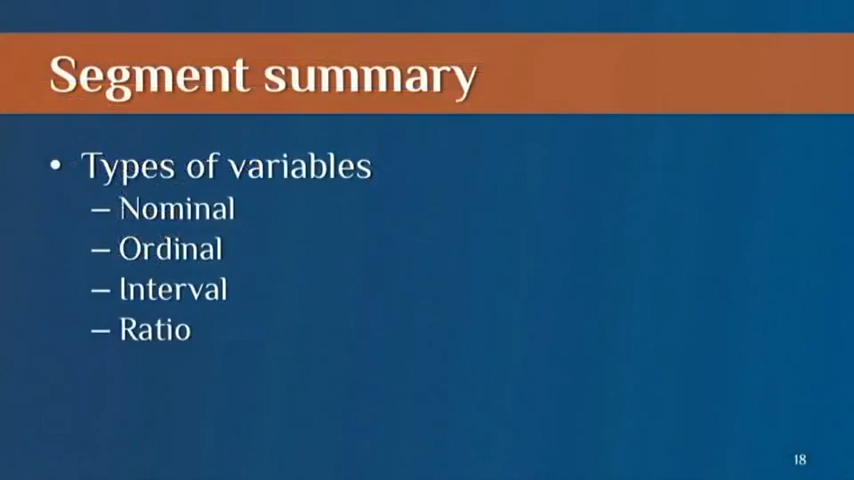 Segment summary
• Types of variables
– Nominal
– Ordinal
– Interval
– Ratio
18